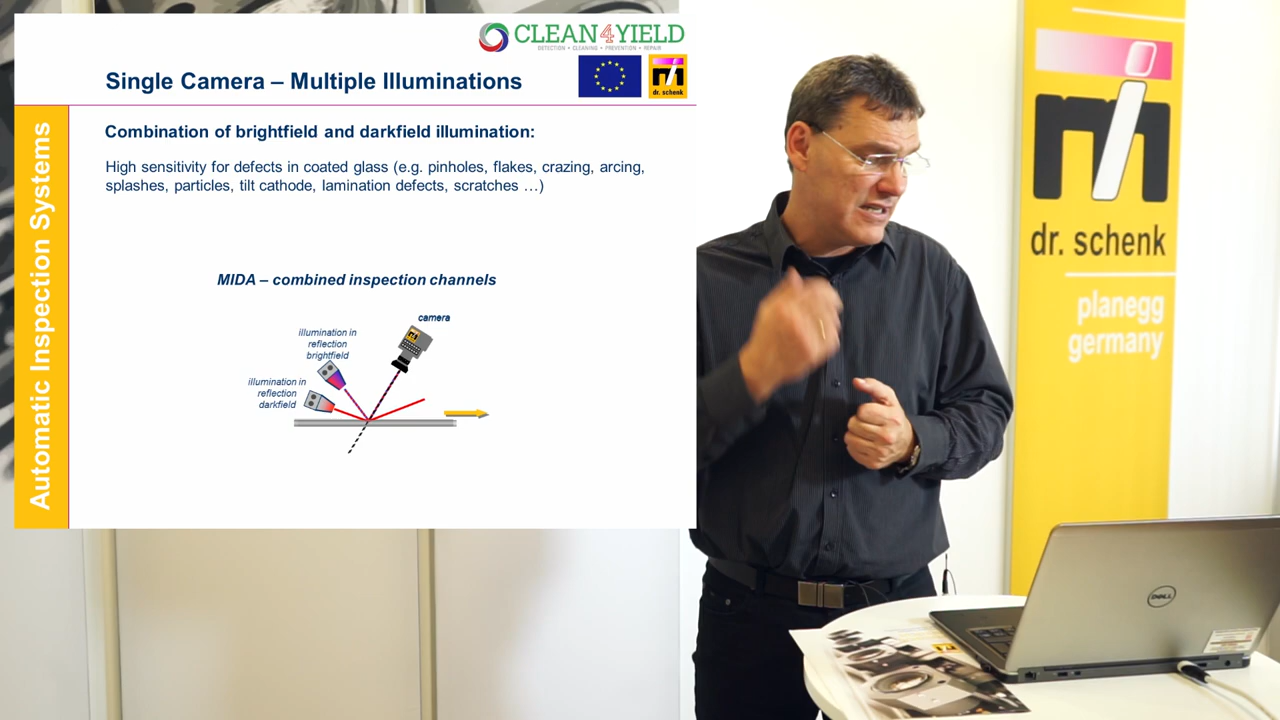 CLEAN4YIELD
DETECTION • CLEANING • PREVENTION • REPAIR
Single Camera – Multiple Illuminations
dr. schenk
Automatic Inspection Systems
Combination of brightfield and darkfield illumination:
High sensitivity for defects in coated glass (e.g. pinholes, flakes, crazing, arcing,
splashes, particles, tilt cathode, lamination defects, scratches …)
MIDA – combined inspection channels
camera
illumination in
reflection
brightfield
illumination in
reflection
darkfield
dr. schenk
planegg
germany
DELL